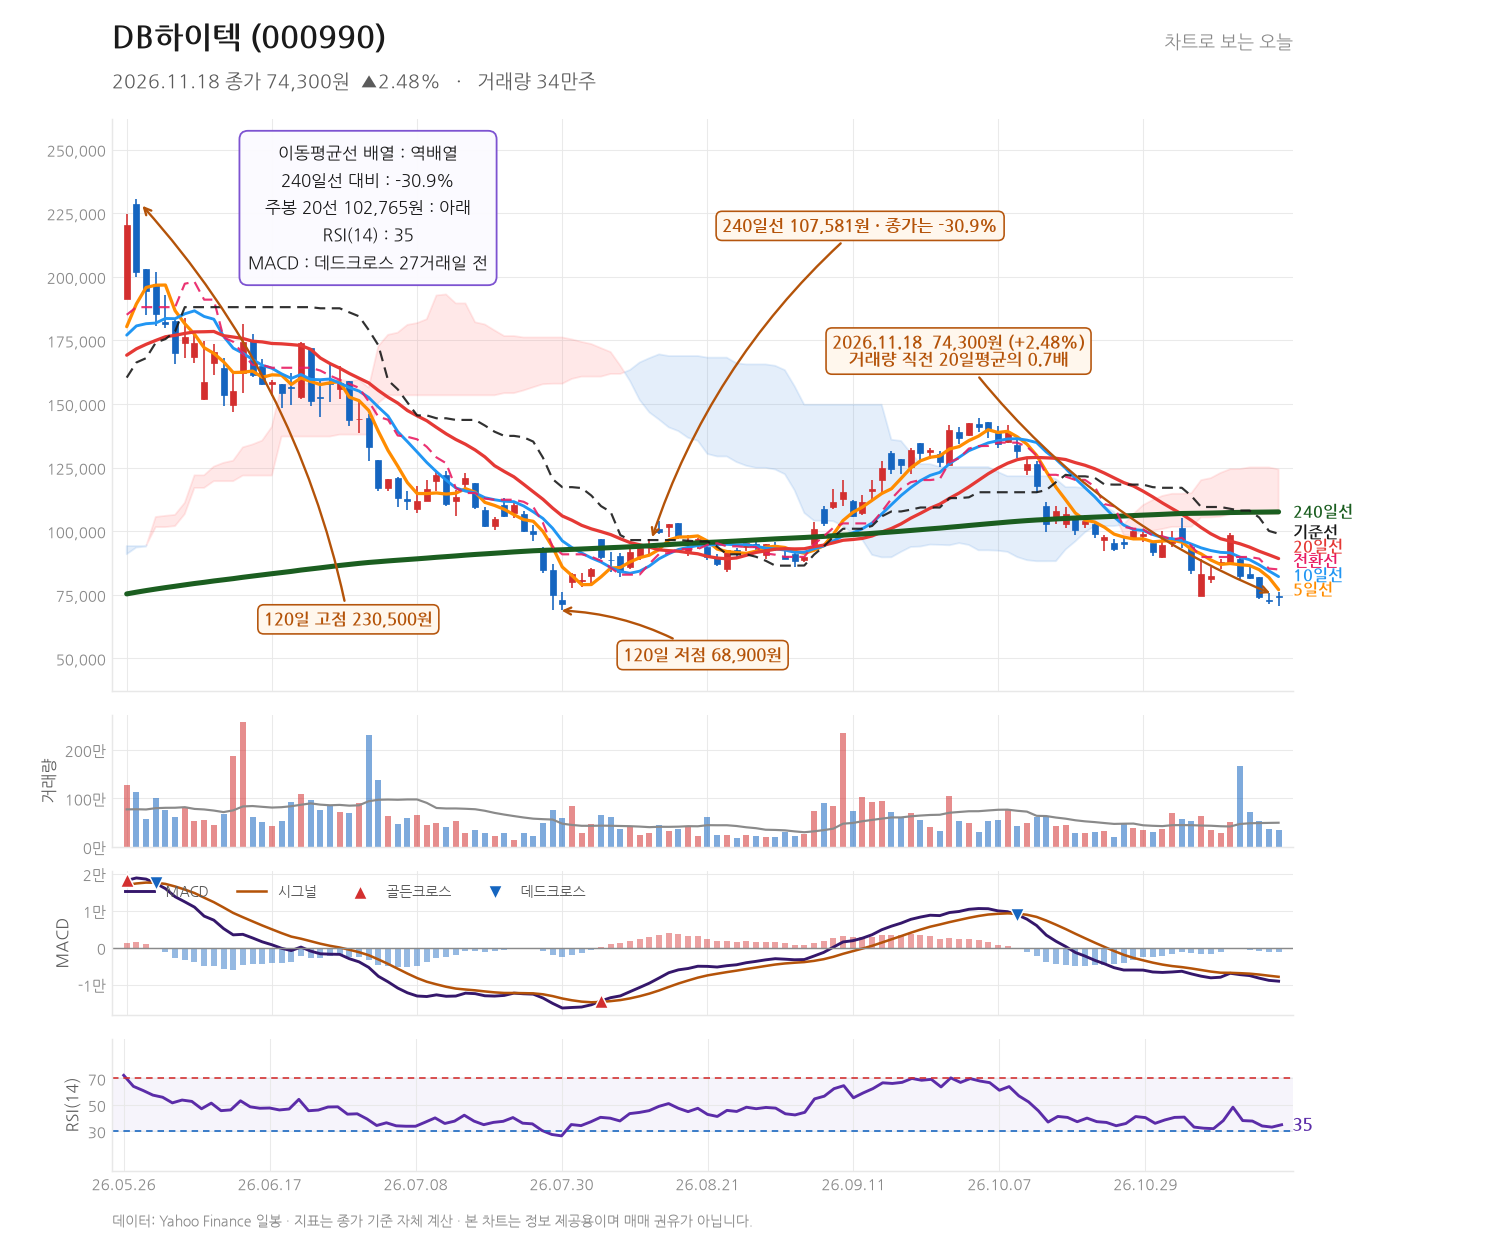 DB하이텍 (000990)
차트로 보는 오늘
2026.11.18 종가 74,300원 ▲2.48% · 거래량 34만주
이동평균선 배열 : 역배열
240일선 대비 : -30.9%
주봉 20선 102,765원 : 아래
RSI(14) : 35
MACD : 데드크로스 27거래일 전
240일선 107,581원 · 종가는 -30.9%
2026.11.18 74,300원 (+2.48%)
거래량 직전 20일평균의 0.7배
120일 고점 230,500원
120일 저점 68,900원
250,000
225,000
200,000
175,000
150,000
125,000
100,000
75,000
50,000
240일선
기준선
20일선
전환선
10일선
5일선
거래량
200만
100만
0만
MACD
2만
1만
0
-1만
MACD
시그널
골든크로스
데드크로스
RSI(14)
70
50
30
35
26.05.26
26.06.17
26.07.08
26.07.30
26.08.21
26.09.11
26.10.07
26.10.29
데이터: Yahoo Finance 일봉 · 지표는 종가 기준 자체 계산 · 본 차트는 정보 제공용이며 매매 권유가 아닙니다.